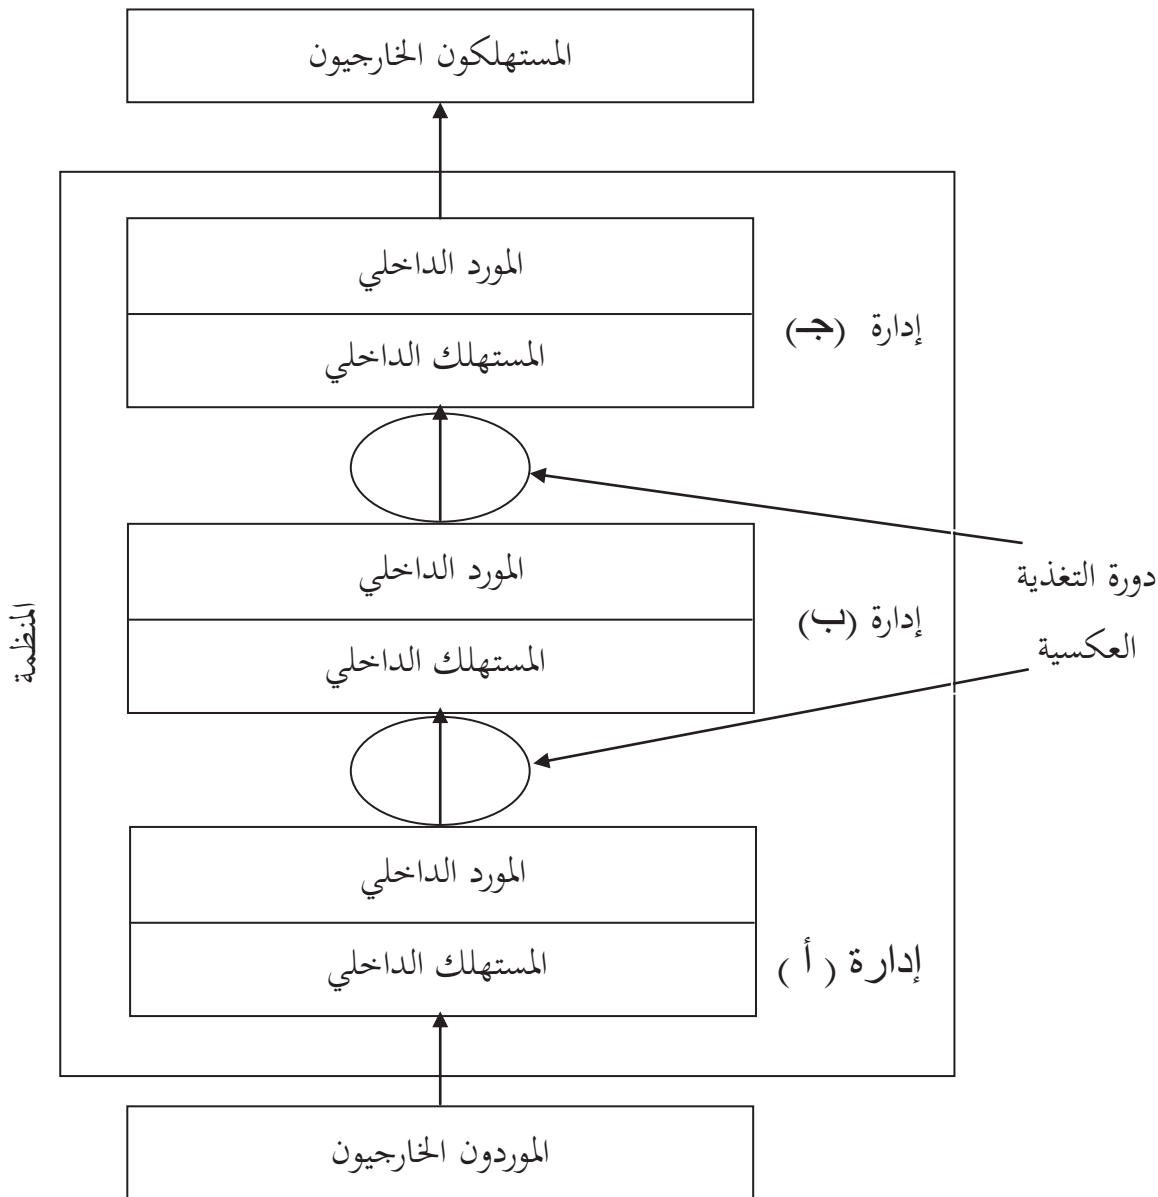 المستهلكون الخارجيون
المورد الداخلي
إدارة (جـ)
المستهلك الداخلي
المورد الداخلي
دورة التغذية
إدارة (ب)
المنظمة
العكسية
المستهلك الداخلي
المورد الداخلي
إدارة ( أ )
المستهلك الداخلي
الموردون الخارجيون